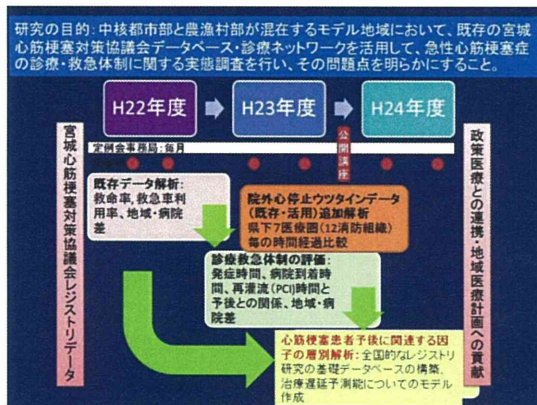 研究の目的: 中核都市部と農漁村部が混在するモデル地域において、既存の宮城
心筋梗塞対策協議会データベース・診療ネットワークを活用して、急性心筋梗塞症
の診療・救急体制に関する実態調査を行い、その問題点を明らかにすること。
H22年度
H23年度
H24年度
定例会事務局:毎月
公開講座
宮城心筋梗塞対策協議会レジストリデータ
既存データ解析:
救命率,救急車利
用率、地域・病院
差
院外心停止ウツタインデータ
(既存・活用)追加解析
県下7医療圏(12消防組織)
毎の時間経過比較
診療救急体制の評価:
発症時間、病院到着時
間、再灌流(PCI)時間と
予後との関係、地域・病
院差
心筋梗塞患者予後に関連する因
子の層別解析:全国的なレジストリ
研究の基礎データベースの構築、
治療遅延予測能についてのモデル
作成
政策医療との連携・地域医療計画への貢献